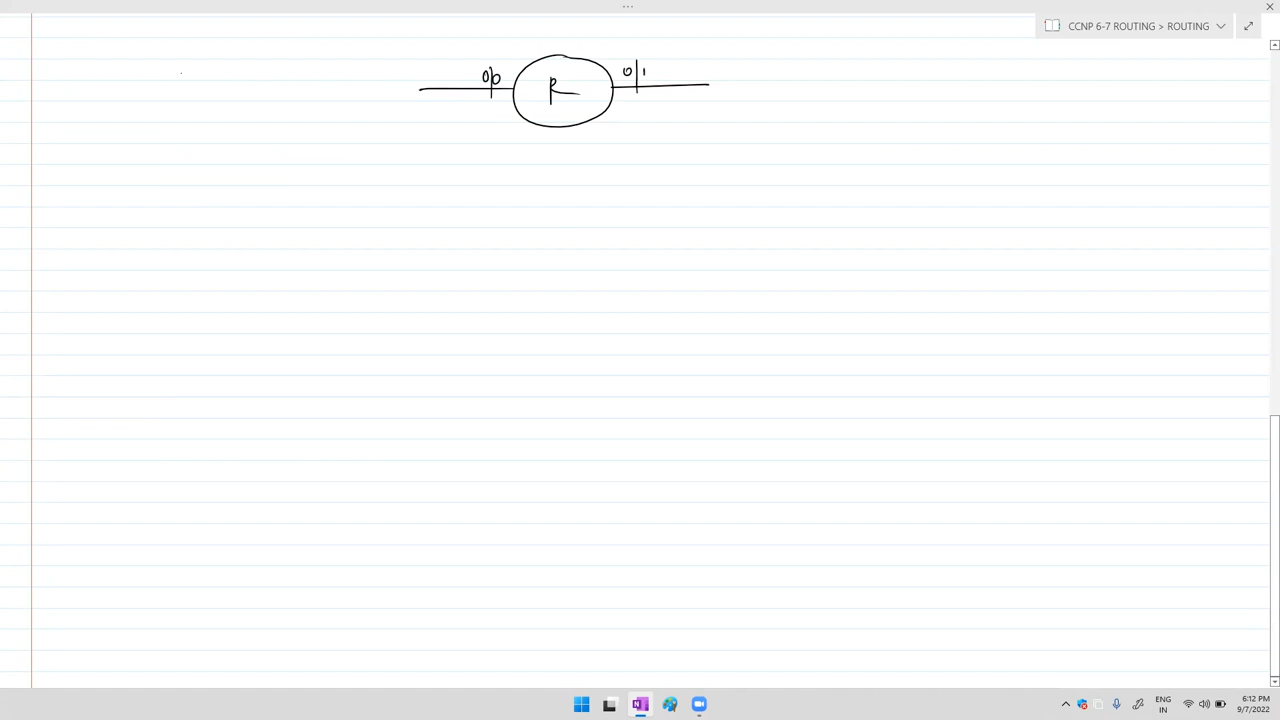 CCNP 6-7 ROUTING > ROUTING
0/0 R 0/1
ENG
IN
6:12 PM
9/7/2022